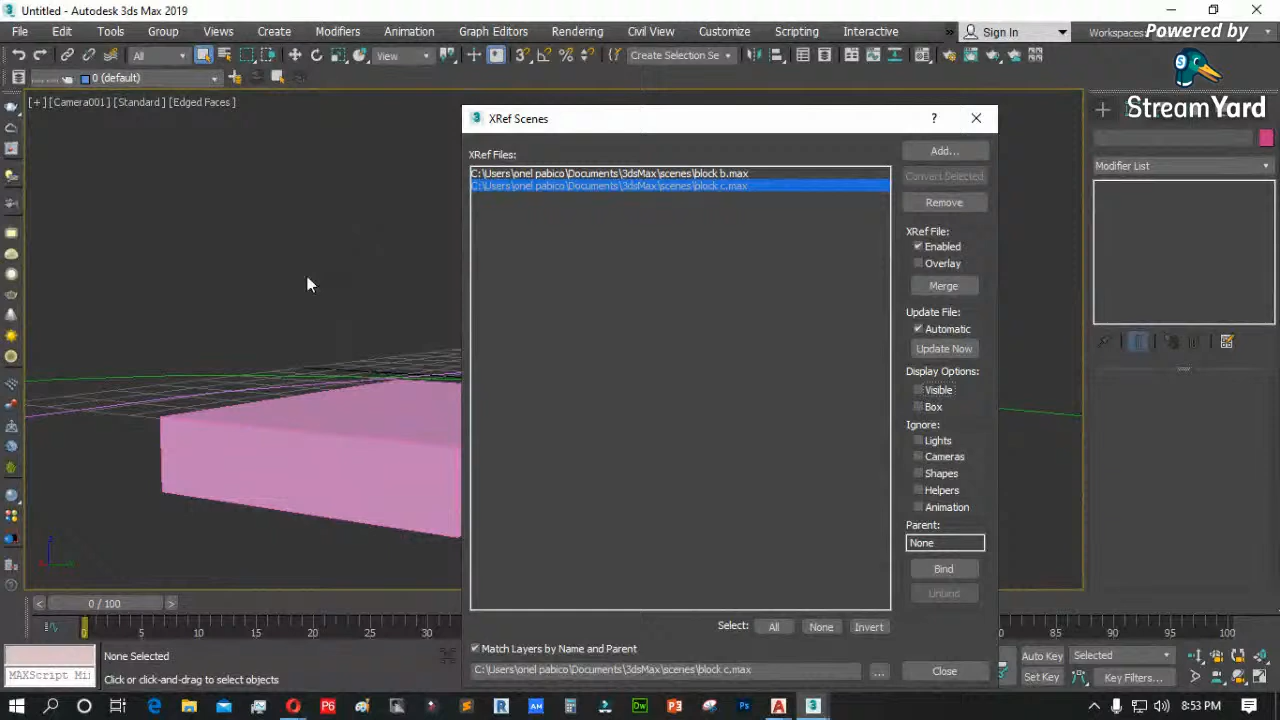 Untitled - Autodesk 3ds Max 2019
File Edit Tools Group Views Create Modifiers Animation Graph Editors Rendering Civil View Customize Scripting Interactive » Sign In Workspaces:
Powered by
StreamYard
All View Create Selection Se
0 (default)
[+] [Camera001] [Standard] [Edged Faces]
XRef Scenes
XRef Files:
C:\Users\onel pabico\Documents\3dsMax\scenes\block b.max
C:\Users\onel pabico\Documents\3dsMax\scenes\block c.max
Add...
Convert Selected
Remove
XRef File:
Enabled
Overlay
Merge
Update File:
Automatic
Update Now
Display Options:
Visible
Box
Ignore:
Lights
Cameras
Shapes
Helpers
Animation
Parent:
None
Bind
Unbind
Select: All None Invert
Match Layers by Name and Parent
C:\Users\onel pabico\Documents\3dsMax\scenes\block c.max
...
Close
Modifier List
< 0 / 100 >
0 5 10 15 20 25 30 80 85 90 95 100
None Selected
MAXScript Mi
Click or click-and-drag to select objects
Auto Key Selected
Set Key Key Filters...
8:53 PM